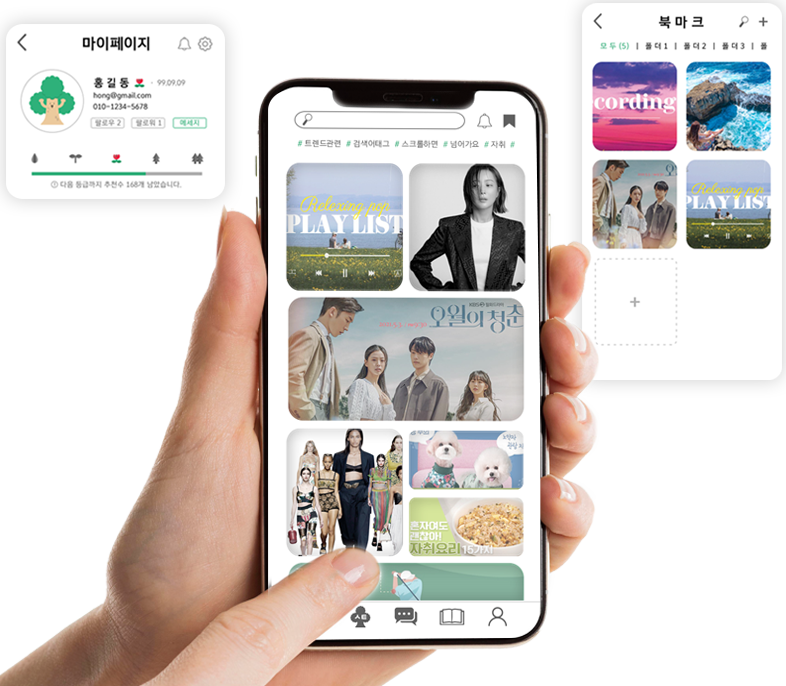 마이페이지
홍길동 · 99.09.09
hong@gmail.com
010-1234-5678
팔로우 2 팔로워 1 메세지
다음 등급까지 추천수 168개 남았습니다.
# 트렌드관련 # 검색어태그 # 스크롤하면 # 넘어가요 # 자취 #
Relaxing pop
PLAY LIST
오월의 청춘
혼자여도
괜찮아!
자취요리 15가지
북마크
모두 (5) | 폴더1 | 폴더2 | 폴더3 | 폴
cording
오
Relaxing pop
PLAY LIST